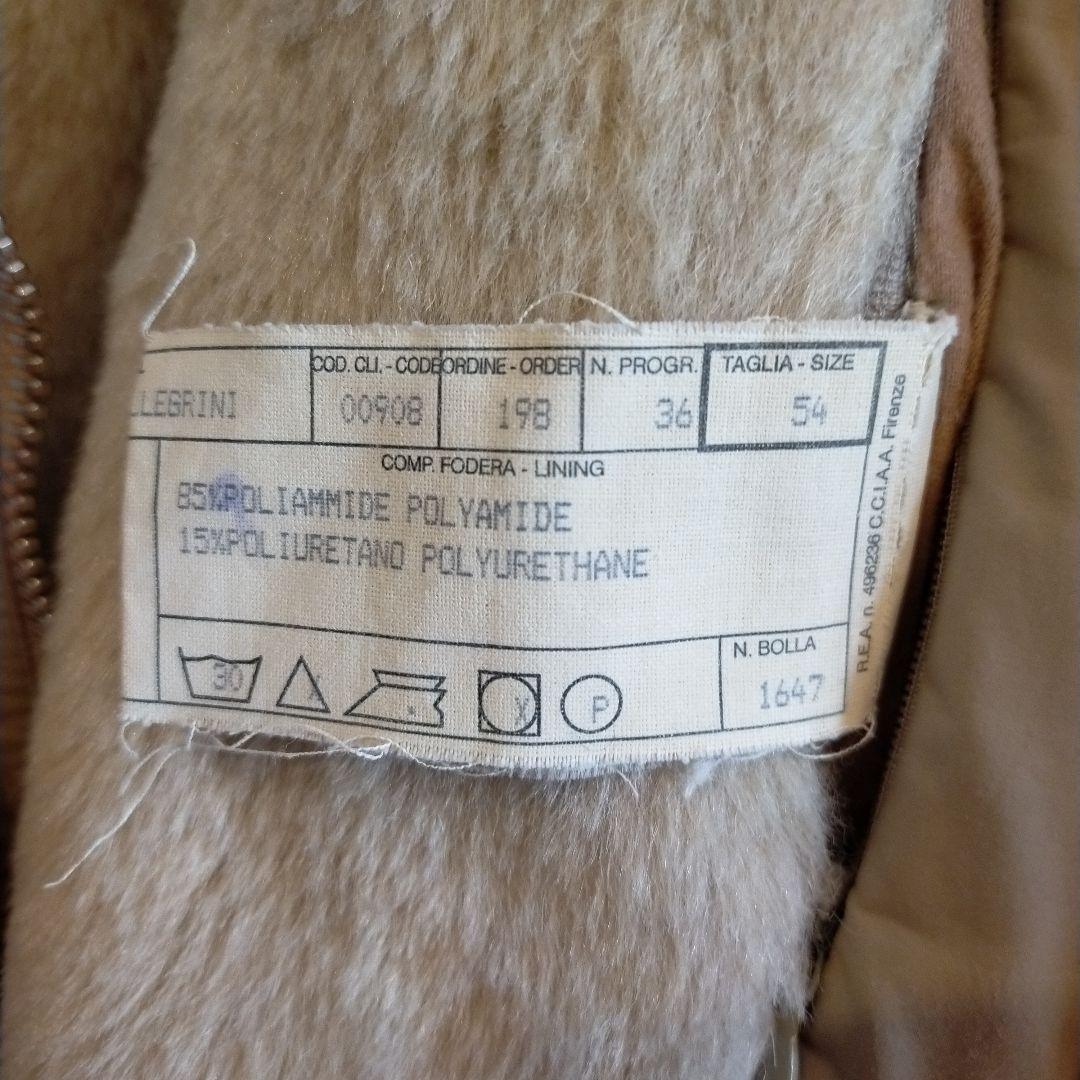 COD. CLI. - CODE ORDINE - ORDER N. PROGR. TAGLIA - SIZE
LLEGRINI 00908 198 36 54
COMP. FODERA - LINING
85%POLIAMMIDE POLYAMIDE
15%POLIURETANO POLYURETHANE
N. BOLLA
30 X . X P 1647
R.E.A. n. 496236 C.C.I.A.A. Firenze